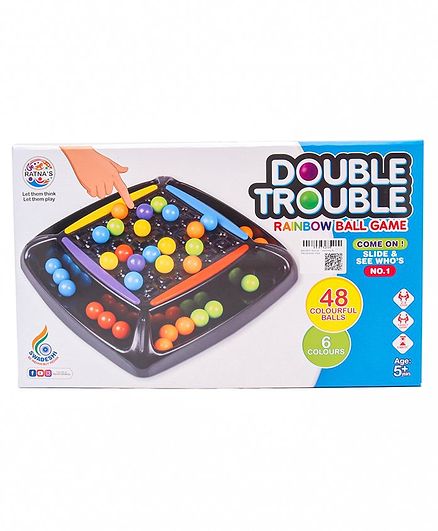 RATNA'S
Let them think
Let them play
DOUBLE
TROUBLE
RAINBOW BALL GAME
COME ON !
SLIDE &
SEE WHO'S
NO.1
48
COLOURFUL
BALLS
6
COLOURS
SWADESHI
Age:
5+